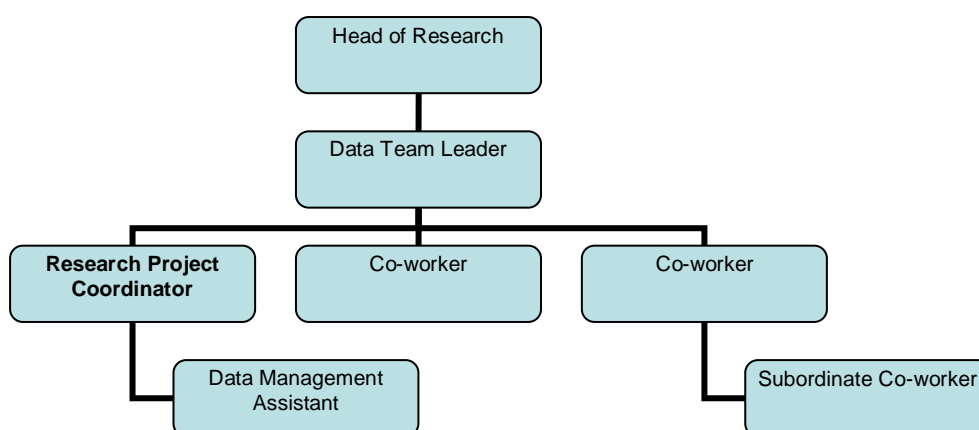 Head of Research
Data Team Leader
Research Project
Coordinator
Co-worker
Co-worker
Data Management
Assistant
Subordinate Co-worker